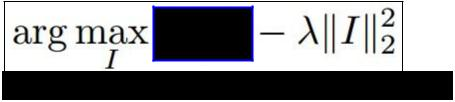 arg max_I − λ‖I‖₂²